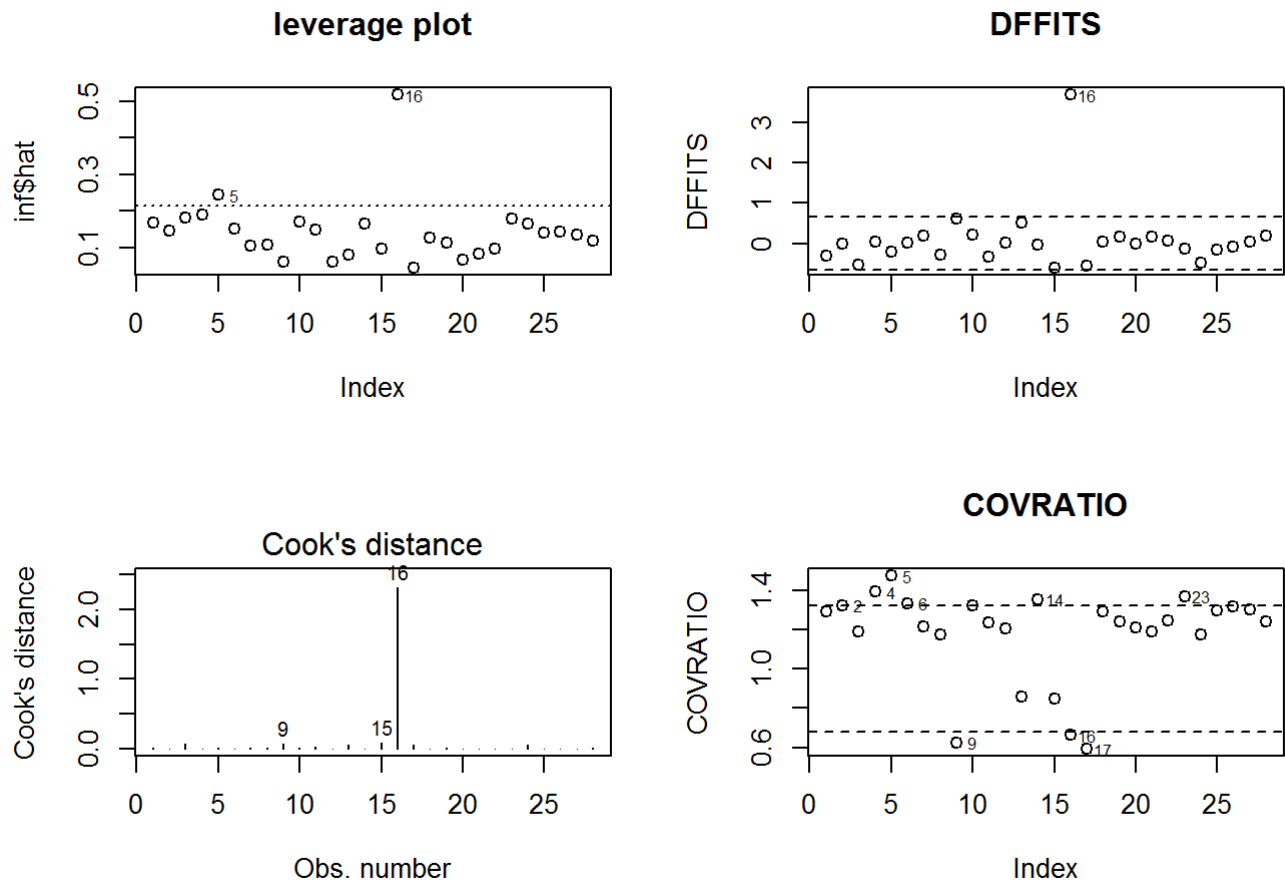 leverage plot
inf$hat
0.5
0.3
0.1
16
5
0 5 10 15 20 25
Index
DFFITS
DFFITS
3
2
1
0
16
0 5 10 15 20 25
Index
Cook's distance
Cook's distance
2.0
1.0
0.0
16
9
15
0 5 10 15 20 25
Obs. number
COVRATIO
COVRATIO
1.4
1.0
0.6
5
4
2
6
14
23
9
16
17
0 5 10 15 20 25
Index